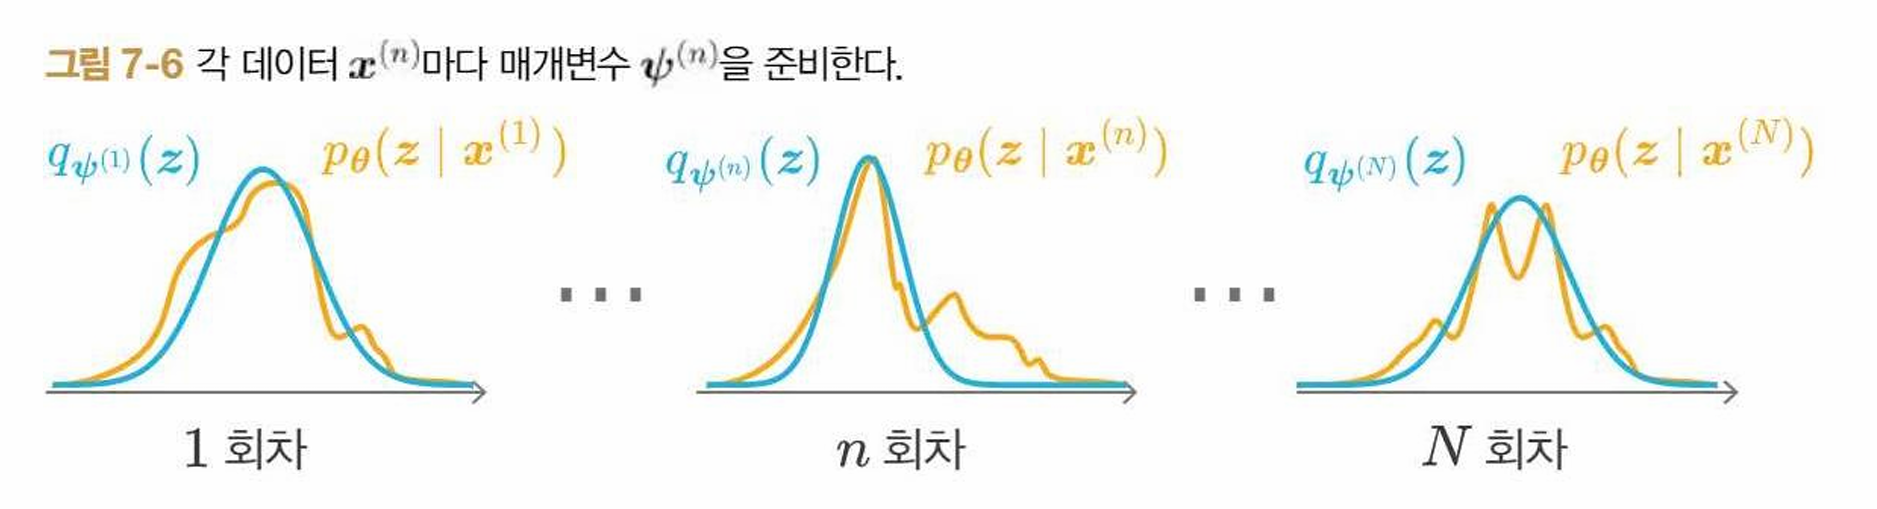 그림 7-6 각 데이터 x^(n)마다 매개변수 ψ^(n)을 준비한다.
q_ψ^(1)(z) p_θ(z | x^(1)) q_ψ^(n)(z) p_θ(z | x^(n)) q_ψ^(N)(z) p_θ(z | x^(N))
... ...
1 회차 n 회차 N 회차